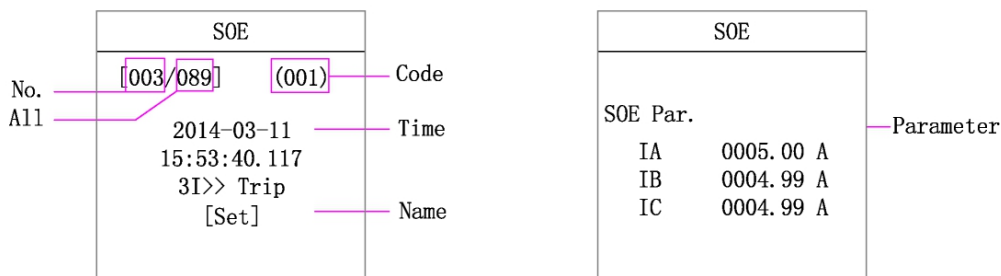 SOE
[003/089] (001)
No.
All
Code
2014-03-11
Time
15:53:40.117
3I>> Trip
[Set]
Name
SOE
SOE Par.
IA 0005.00 A
IB 0004.99 A
IC 0004.99 A
Parameter